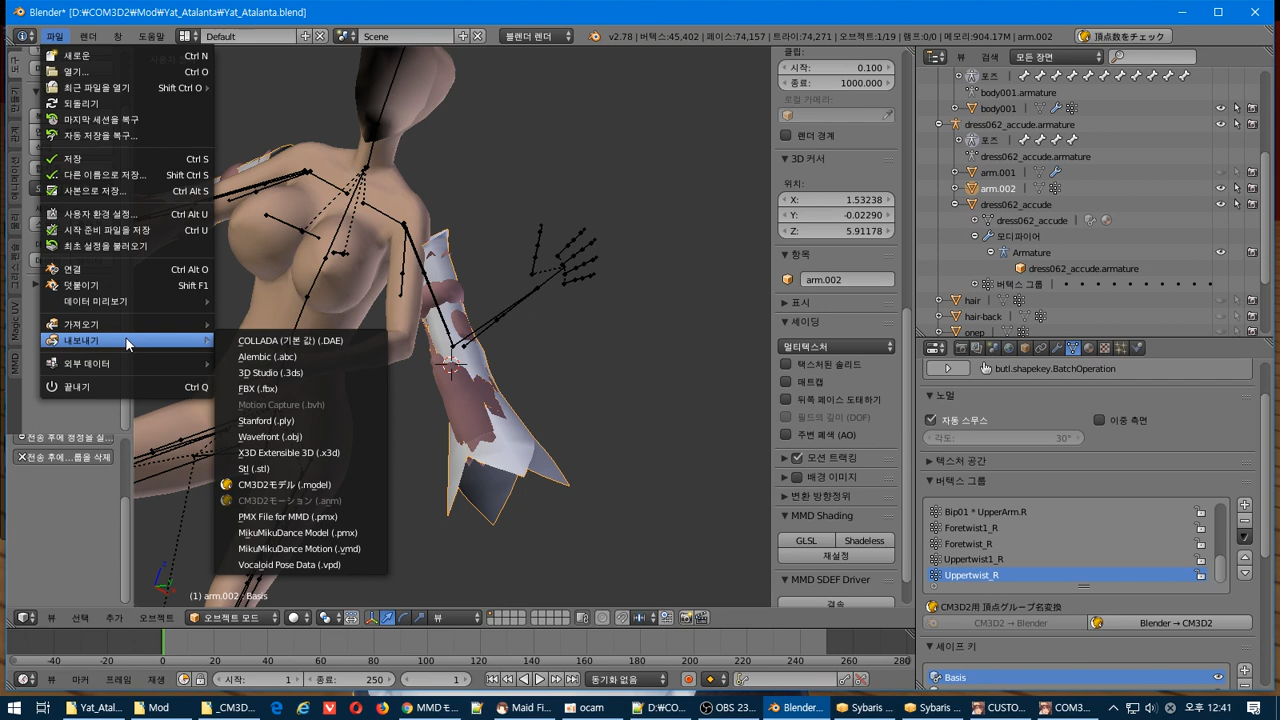 Blender* [D:₩COM3D2₩Mod₩Yat_Atalanta₩Yat_Atalanta.blend]
파일 렌더 창 도움말 Default Scene 블렌더 렌더 v2.78 | 버텍스:45,402 | 페이스:74,157 | 트라이:74,271 | 오브젝트:1/19 | 램프:0/0 | 메모리:904.17M | arm.002 頂点数をチェック
새로운 Ctrl N
열기... Ctrl O
최근 파일을 열기 Shift Ctrl O
되돌리기
마지막 세션을 복구
자동 저장을 복구...
저장 Ctrl S
다른 이름으로 저장... Shift Ctrl S
사본으로 저장... Ctrl Alt S
사용자 환경 설정... Ctrl Alt U
시작 준비 파일을 저장 Ctrl U
최초 설정을 불러오기
연결 Ctrl Alt O
덧붙이기 Shift F1
데이터 미리보기
가져오기
내보내기
외부 데이터
끝내기 Ctrl Q
COLLADA (기본 값) (.DAE)
Alembic (.abc)
3D Studio (.3ds)
FBX (.fbx)
Motion Capture (.bvh)
Stanford (.ply)
Wavefront (.obj)
X3D Extensible 3D (.x3d)
Stl (.stl)
CM3D2モデル (.model)
CM3D2モーション (.anm)
PMX File for MMD (.pmx)
MikuMikuDance Model (.pmx)
MikuMikuDance Motion (.vmd)
Vocaloid Pose Data (.vpd)
Magic UV
MMD
전송 후에 정정을 실...
전송 후에...룹을 삭제
(1) arm.002 : Basis
클립:
시작: 0.100
종료: 1000.000
로컬 카메라:
렌더 경계
3D 커서
위치:
X: 1.53238
Y: -0.02290
Z: 5.91178
항목
arm.002
표시
셰이딩
멀티텍스처
텍스처된 솔리드
매트캡
뒤쪽 페이스 도태하기
필드의 깊이 (DOF)
주변 폐색 (AO)
모션 트랙킹
배경 이미지
변환 방향정위
MMD Shading
GLSL Shadeless
재설정
MMD SDEF Driver
결속
뷰 검색 모든 장면
포즈
body001.armature
body001
dress062_accude.armature
포즈
dress062_accude.armature
arm.001
arm.002
dress062_accude
dress062_accude
모디파이어
Armature
dress062_accude.armature
버텍스 그룹
hair
hair-back
onep
butl.shapekey.BatchOperation
노멀
자동 스무스 이중 측면
각도: 30°
텍스처 공간
버텍스 그룹
Bip01 * UpperArm.R
Foretwist1_R
Foretwist_R
Uppertwist1_R
Uppertwist_R
CM3D2用 頂点グループ名変換
CM3D2 → Blender Blender → CM3D2
셰이프 키
Basis
뷰 선택 추가 오브젝트 오브젝트 모드 뷰
-40 -20 0 20 40 60 80 100 120 140 160 180 200 220 240 260 280
뷰 마커 프레임 재생 시작: 1 종료: 250 1 동기화 없음
Yat_Atal... Mod _CM3D... MMDモ... Maid Fi... ocam D:₩CO... OBS 23... Blender... Sybaris ... Sybaris ... CUSTO... COM3... 오후 12:41